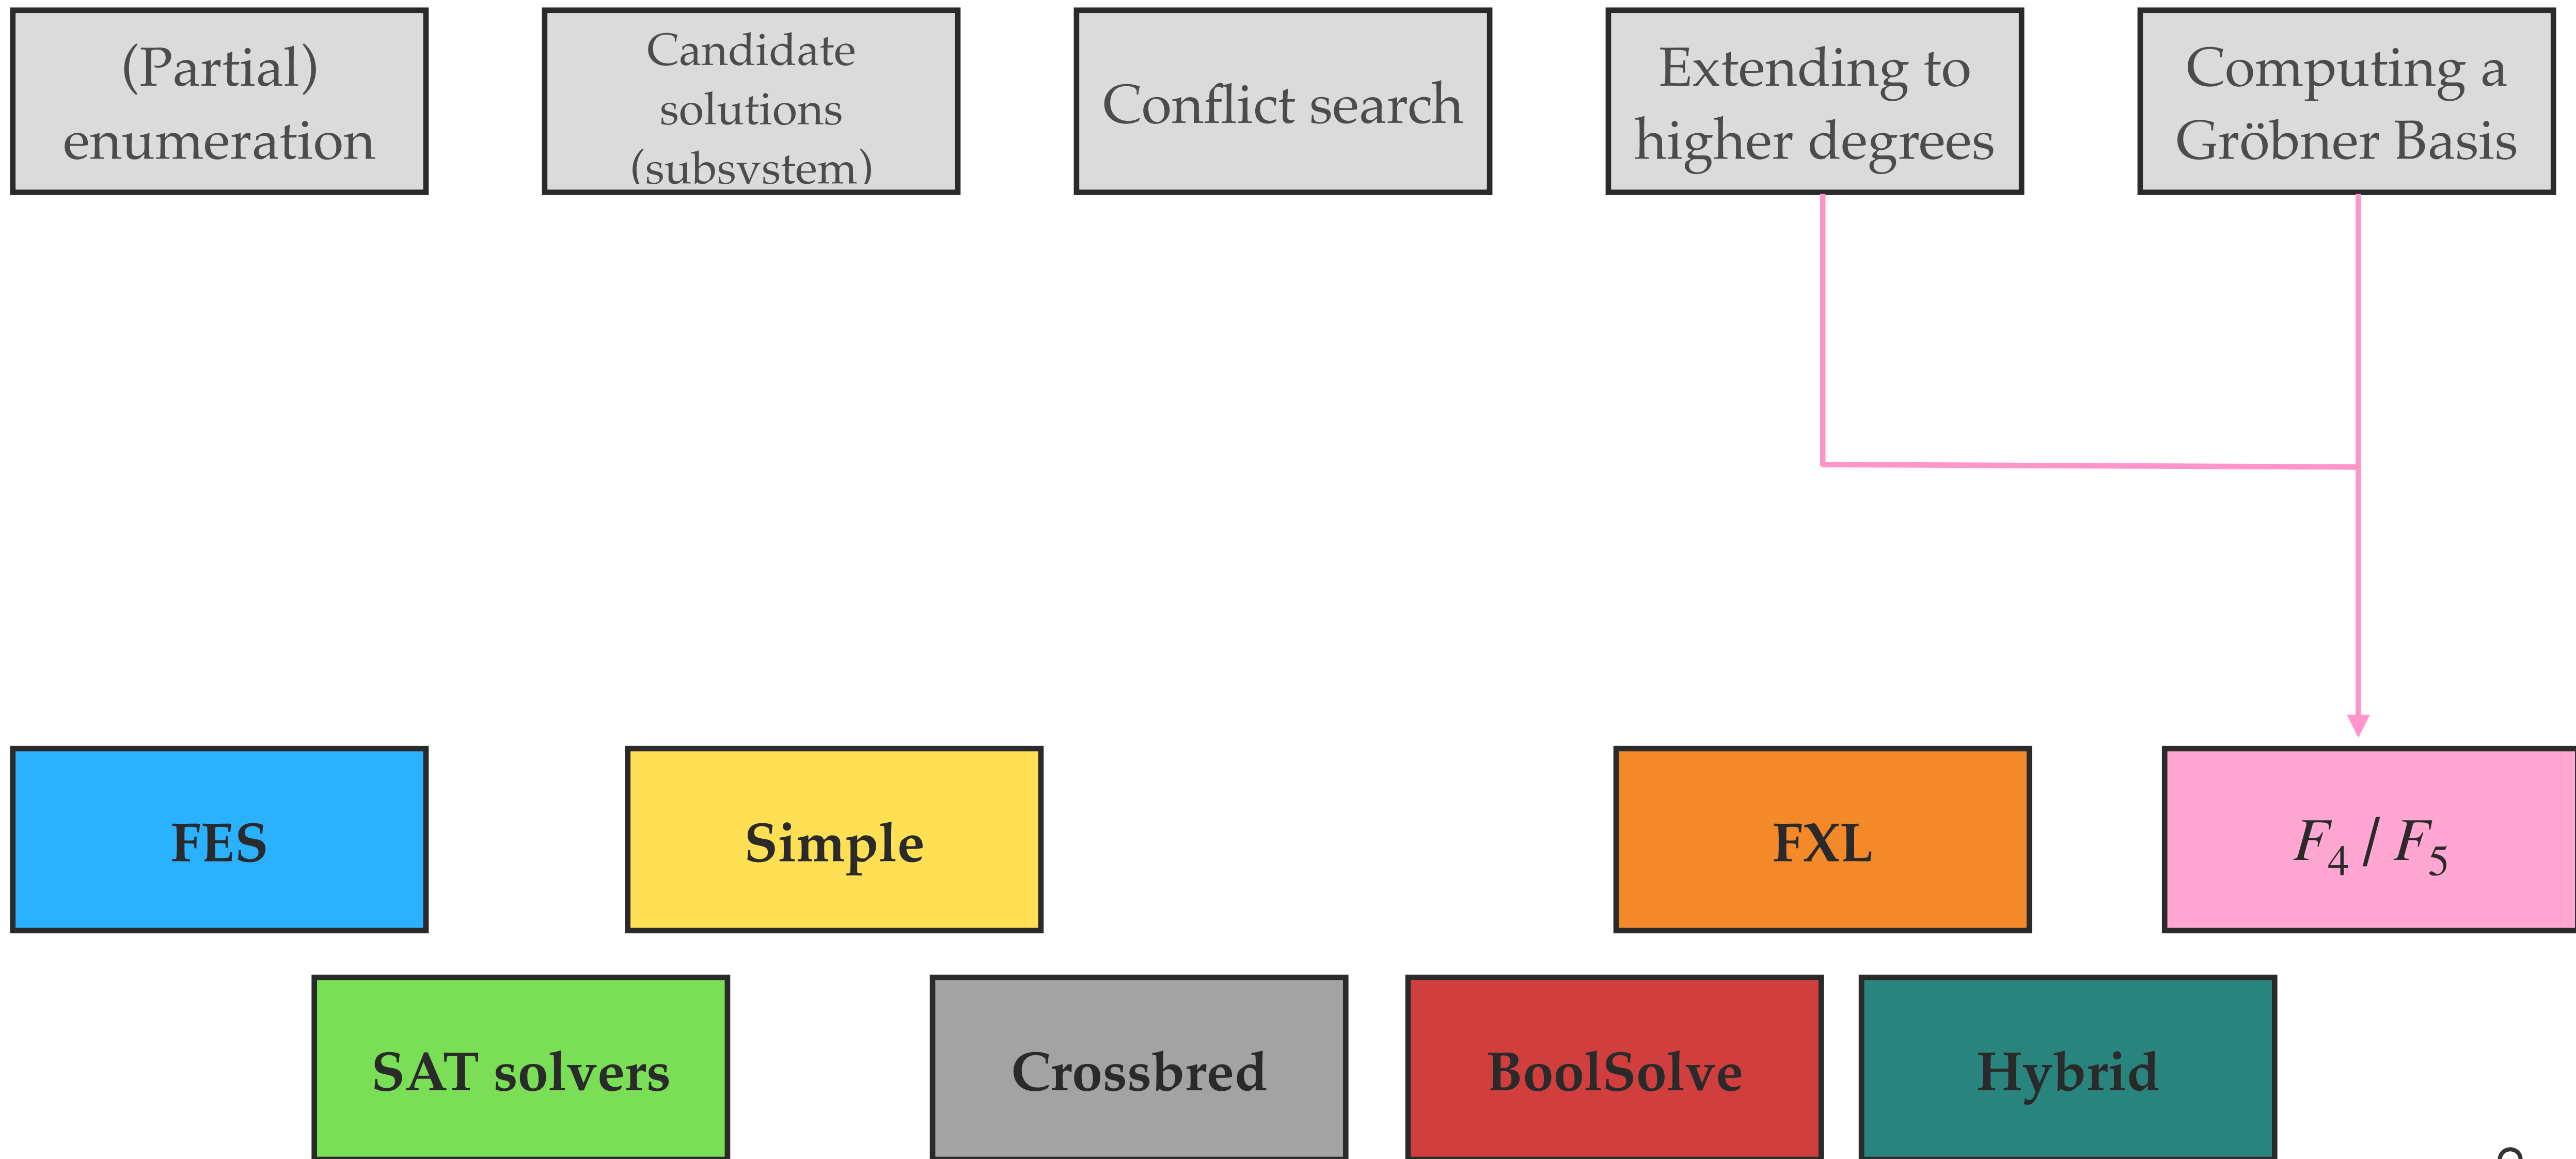 (Partial)
enumeration
Candidate
solutions
(subsystem)
Conflict search
Extending to
higher degrees
Computing a
Gröbner Basis
FES
Simple
FXL
F₄ / F₅
SAT solvers
Crossbred
BoolSolve
Hybrid